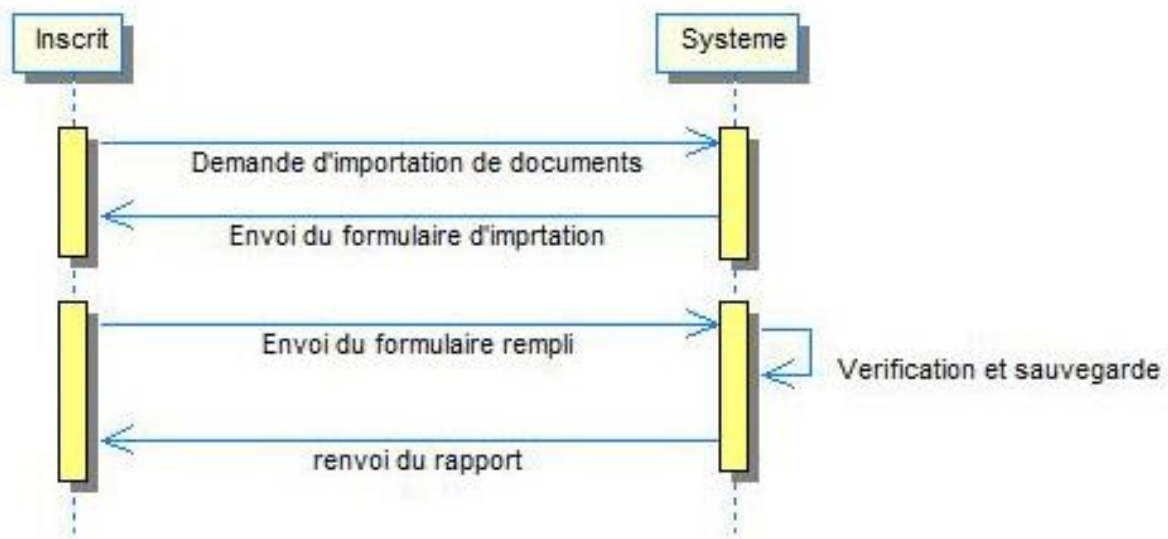 Inscrit
Systeme
Demande d'importation de documents
Envoi du formulaire d'imprtation
Envoi du formulaire rempli
Verification et sauvegarde
renvoi du rapport